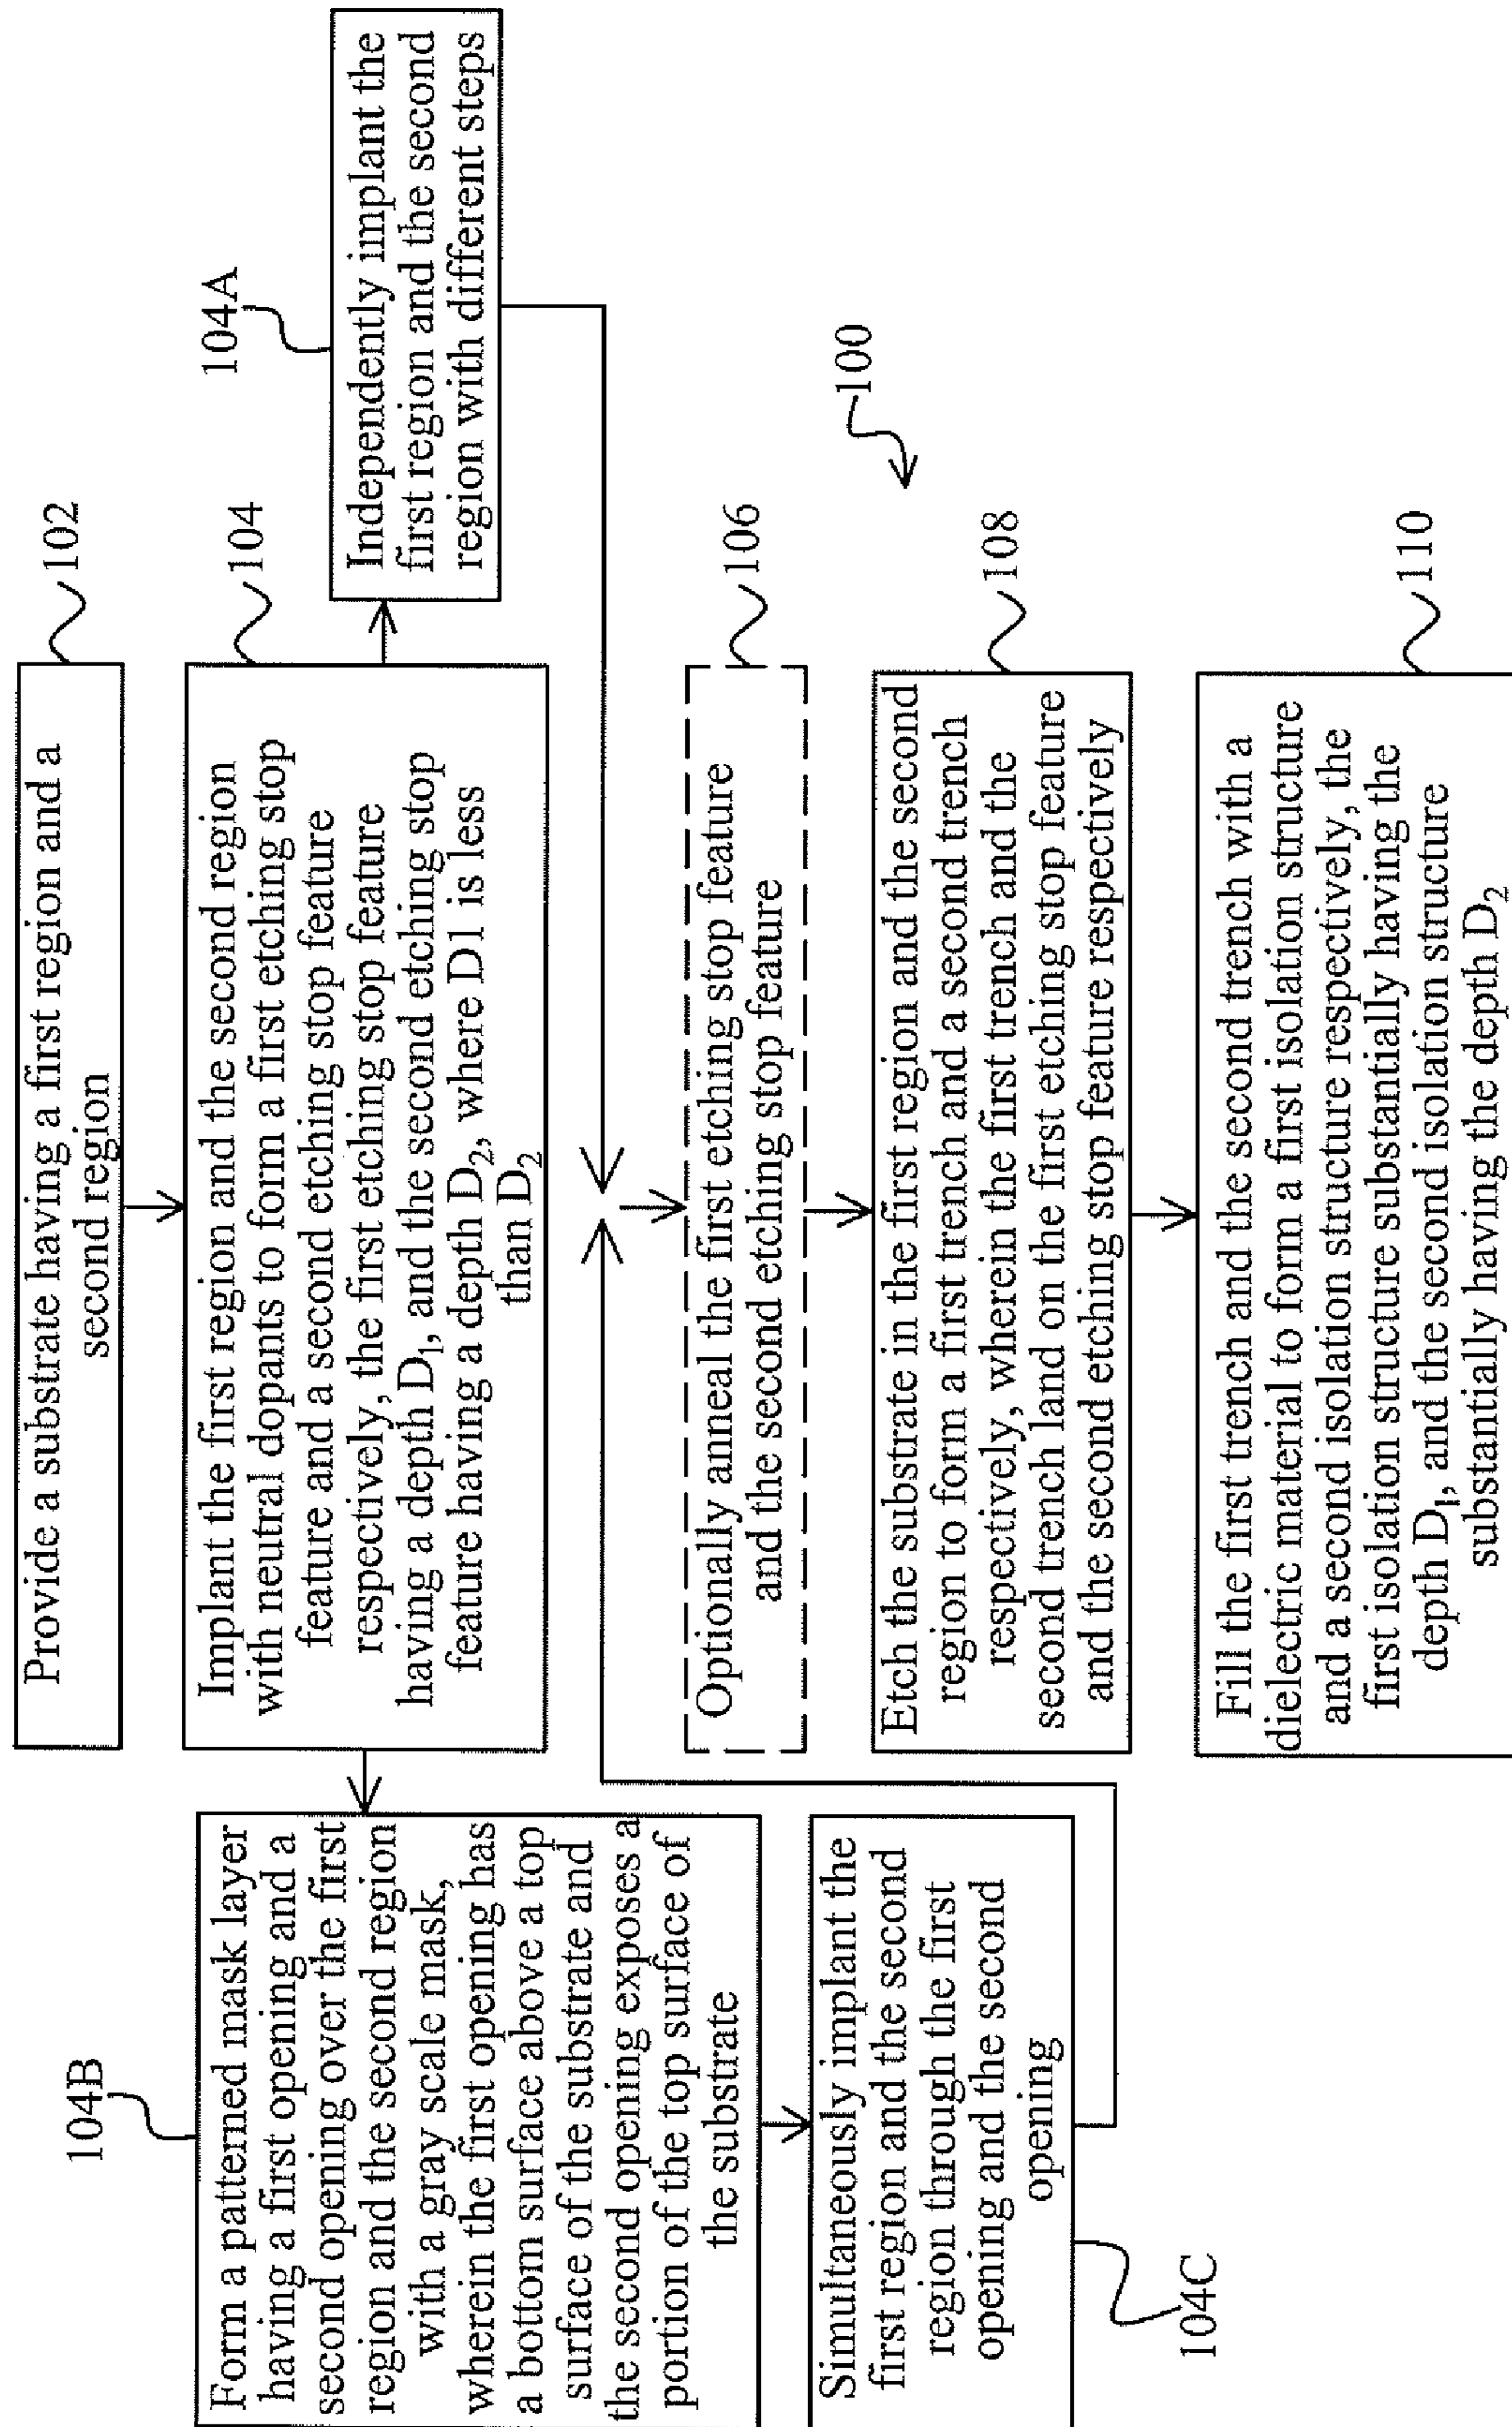 Provide a substrate having a first region and a
second region
102
Implant the first region and the second region
with neutral dopants to form a first etching stop
feature and a second etching stop feature
respectively, the first etching stop feature
having a depth D₁, and the second etching stop
feature having a depth D₂, where D1 is less
than D₂
104
104A
Independently implant the
first region and the second
region with different steps
104B
Form a patterned mask layer
having a first opening and a
second opening over the first
region and the second region
with a gray scale mask,
wherein the first opening has
a bottom surface above a top
surface of the substrate and
the second opening exposes a
portion of the top surface of
the substrate
Simultaneously implant the
first region and the second
region through the first
opening and the second
opening
104C
Optionally anneal the first etching stop feature
and the second etching stop feature
106
100
Etch the substrate in the first region and the second
region to form a first trench and a second trench
respectively, wherein the first trench and the
second trench land on the first etching stop feature
and the second etching stop feature respectively
108
Fill the first trench and the second trench with a
dielectric material to form a first isolation structure
and a second isolation structure respectively, the
first isolation structure substantially having the
depth D₁, and the second isolation structure
substantially having the depth D₂
110